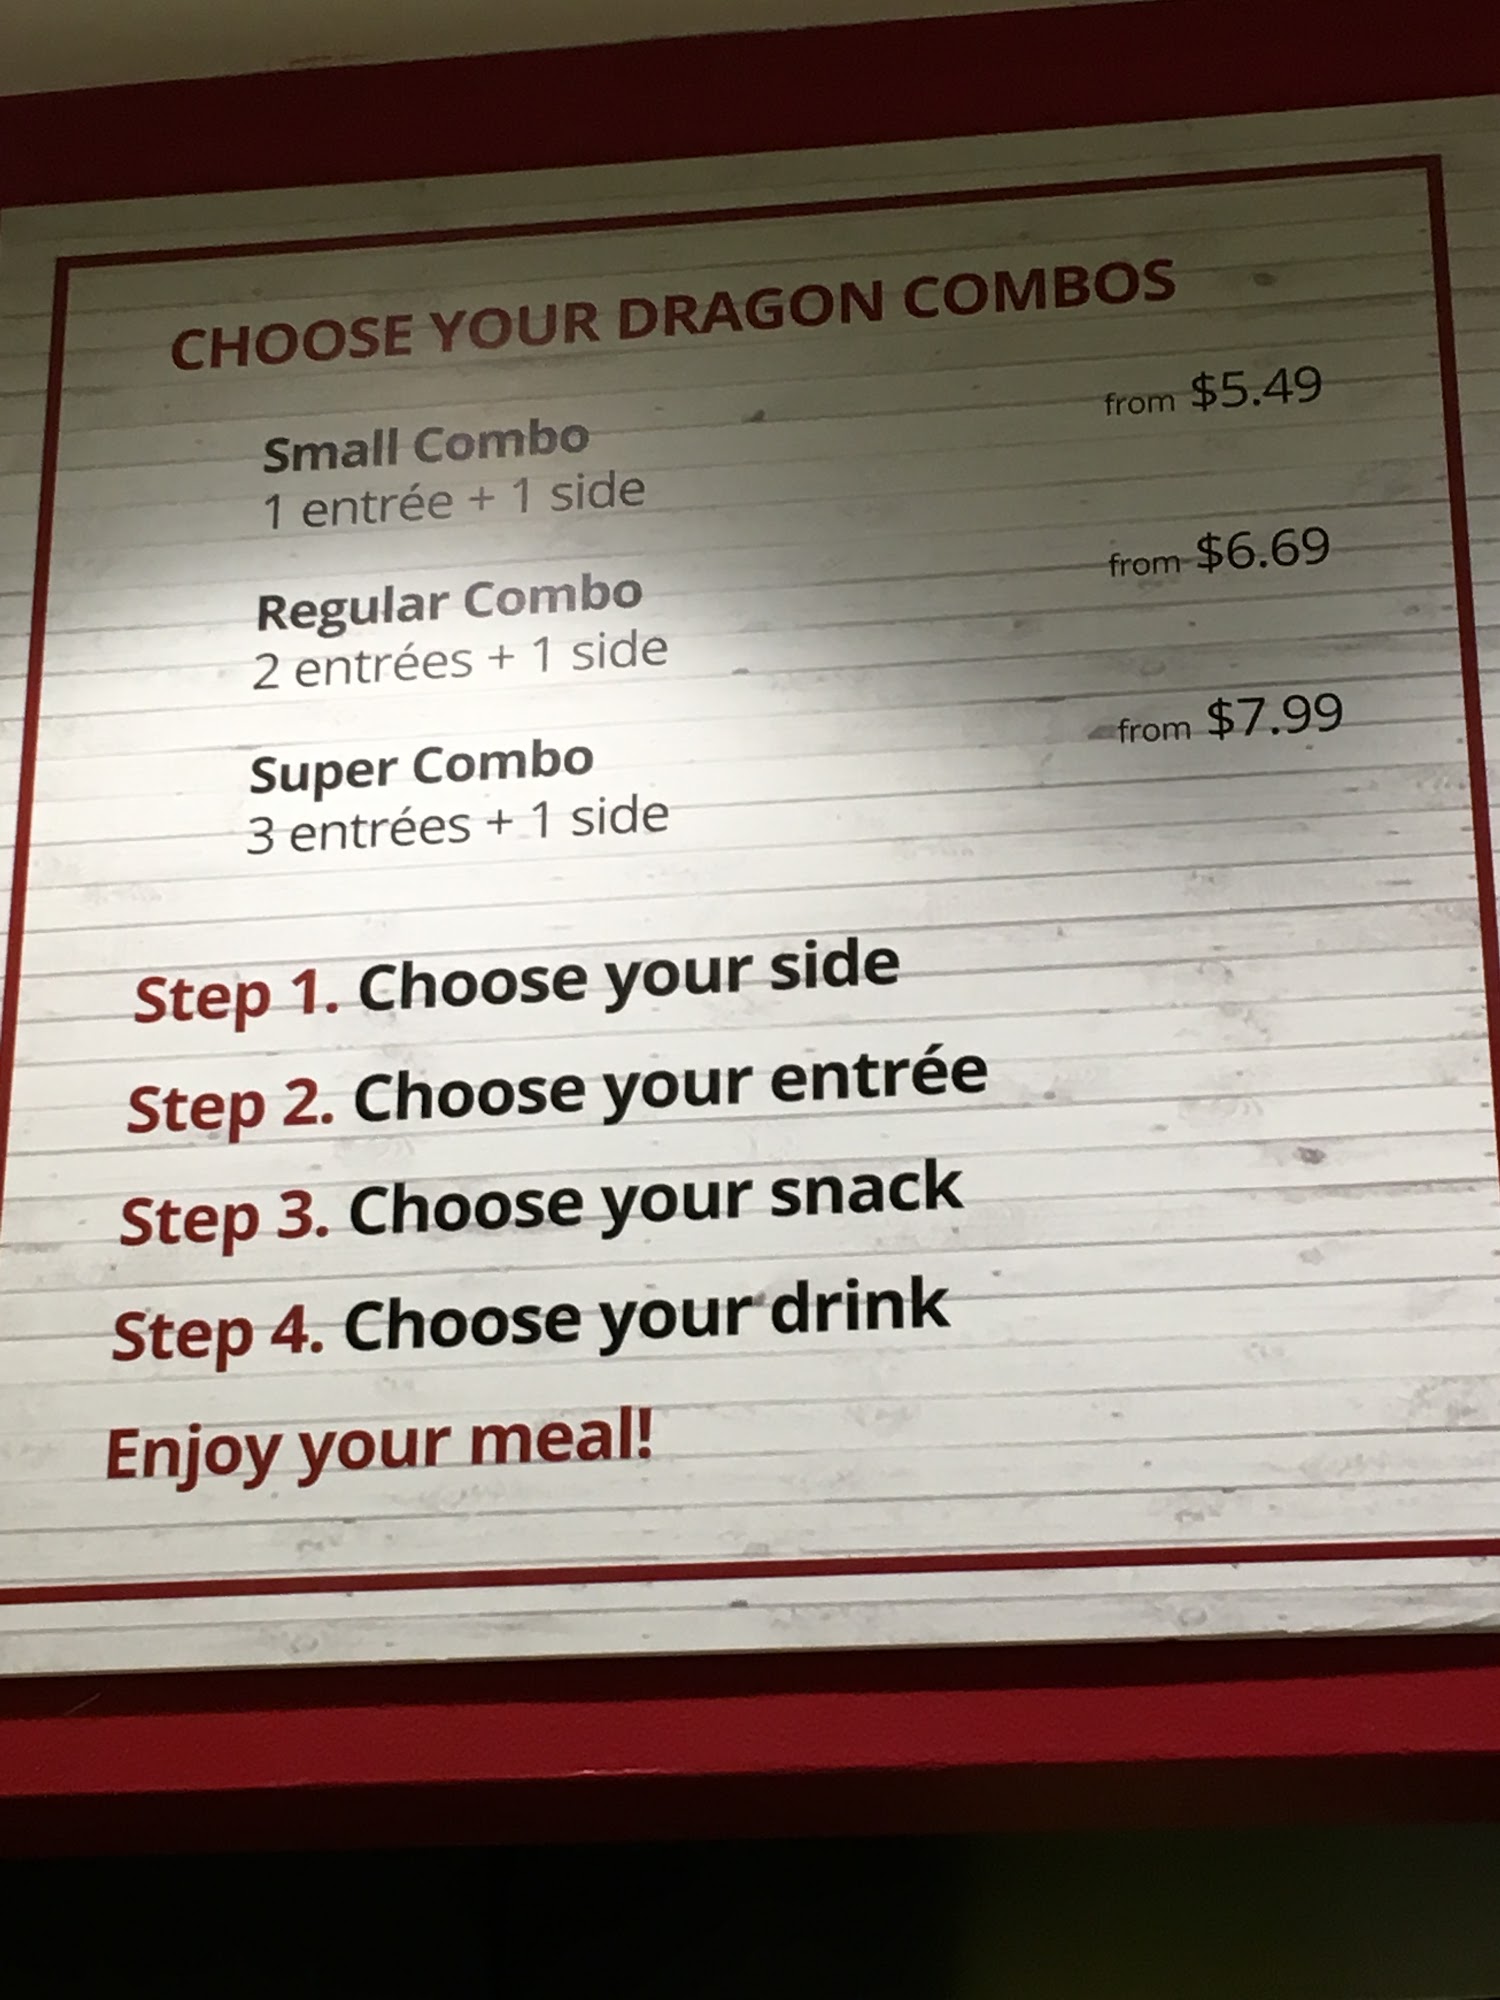 CHOOSE YOUR DRAGON COMBOS
Small Combo from $5.49
1 entrée + 1 side
Regular Combo from $6.69
2 entrées + 1 side
Super Combo from $7.99
3 entrées + 1 side
Step 1. Choose your side
Step 2. Choose your entrée
Step 3. Choose your snack
Step 4. Choose your drink
Enjoy your meal!